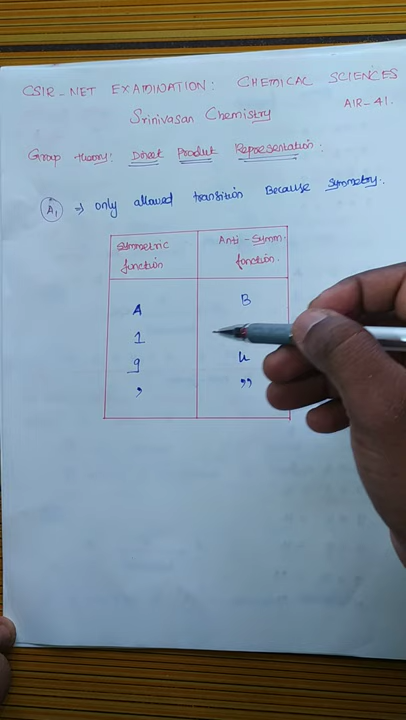 CSIR-NET EXAMINATION: CHEMICAL SCIENCES
Srinivasan Chemistry AIR-41.
Group theory: Direct Product Representation:
A1 ⇒ only allowed transition Because symmetry.
Symmetric function
Anti-Symm. function.
A B
1
g u
' ''